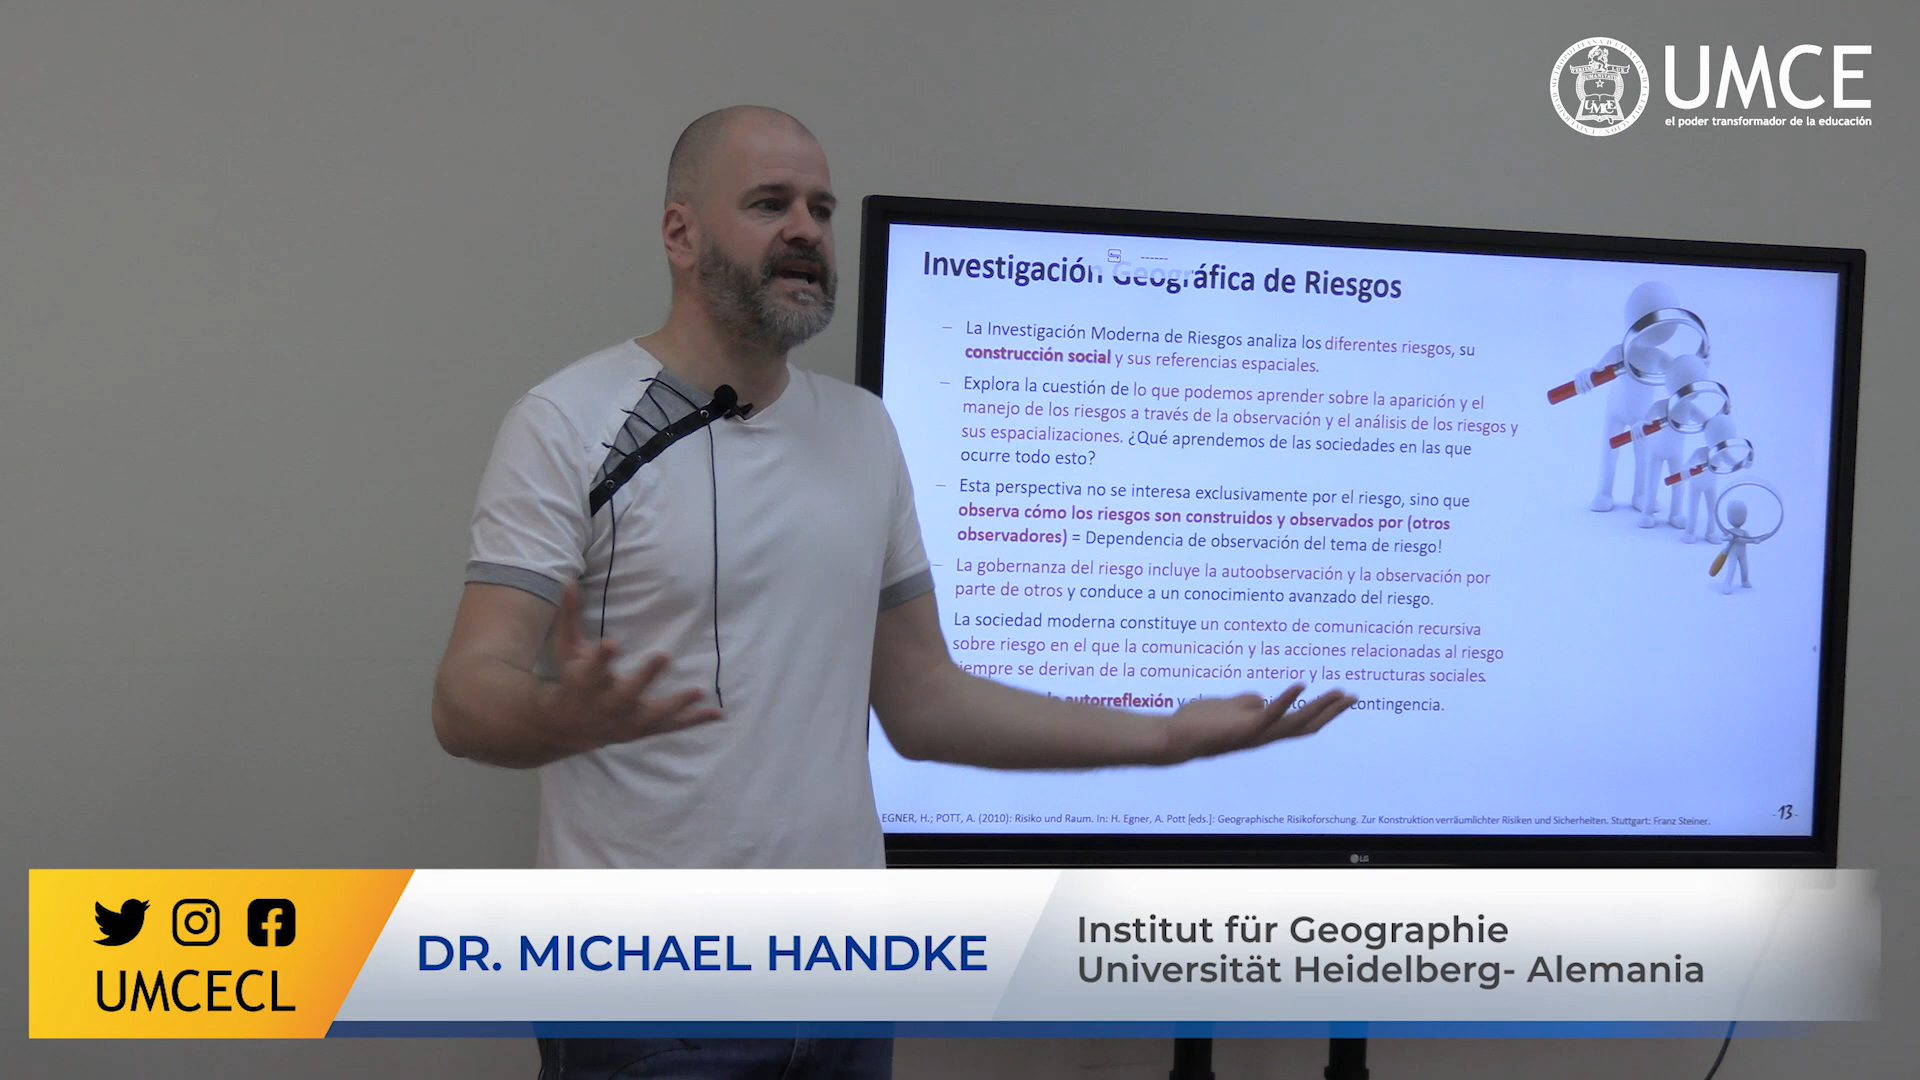 UMCE
el poder transformador de la educación
UMCE
Investigación Geográfica de Riesgos
– La Investigación Moderna de Riesgos analiza los diferentes riesgos, su
construcción social y sus referencias espaciales.
– Explora la cuestión de lo que podemos aprender sobre la aparición y el
manejo de los riesgos a través de la observación y el análisis de los riesgos y
sus espacializaciones. ¿Qué aprendemos de las sociedades en las que
ocurre todo esto?
– Esta perspectiva no se interesa exclusivamente por el riesgo, sino que
observa cómo los riesgos son construidos y observados por (otros
observadores) = Dependencia de observación del tema de riesgo!
– La gobernanza del riesgo incluye la autoobservación y la observación por
parte de otros y conduce a un conocimiento avanzado del riesgo.
La sociedad moderna constituye un contexto de comunicación recursiva
sobre riesgo en el que la comunicación y las acciones relacionadas al riesgo
siempre se derivan de la comunicación anterior y las estructuras sociales.
autorreflexión y contingencia.
EGNER, H.; POTT, A. (2010): Risiko und Raum. In: H. Egner, A. Pott [eds.]: Geographische Risikoforschung. Zur Konstruktion verräumlichter Risiken und Sicherheiten. Stuttgart: Franz Steiner.
-13-
LG
UMCECL
DR. MICHAEL HANDKE
Institut für Geographie
Universität Heidelberg- Alemania